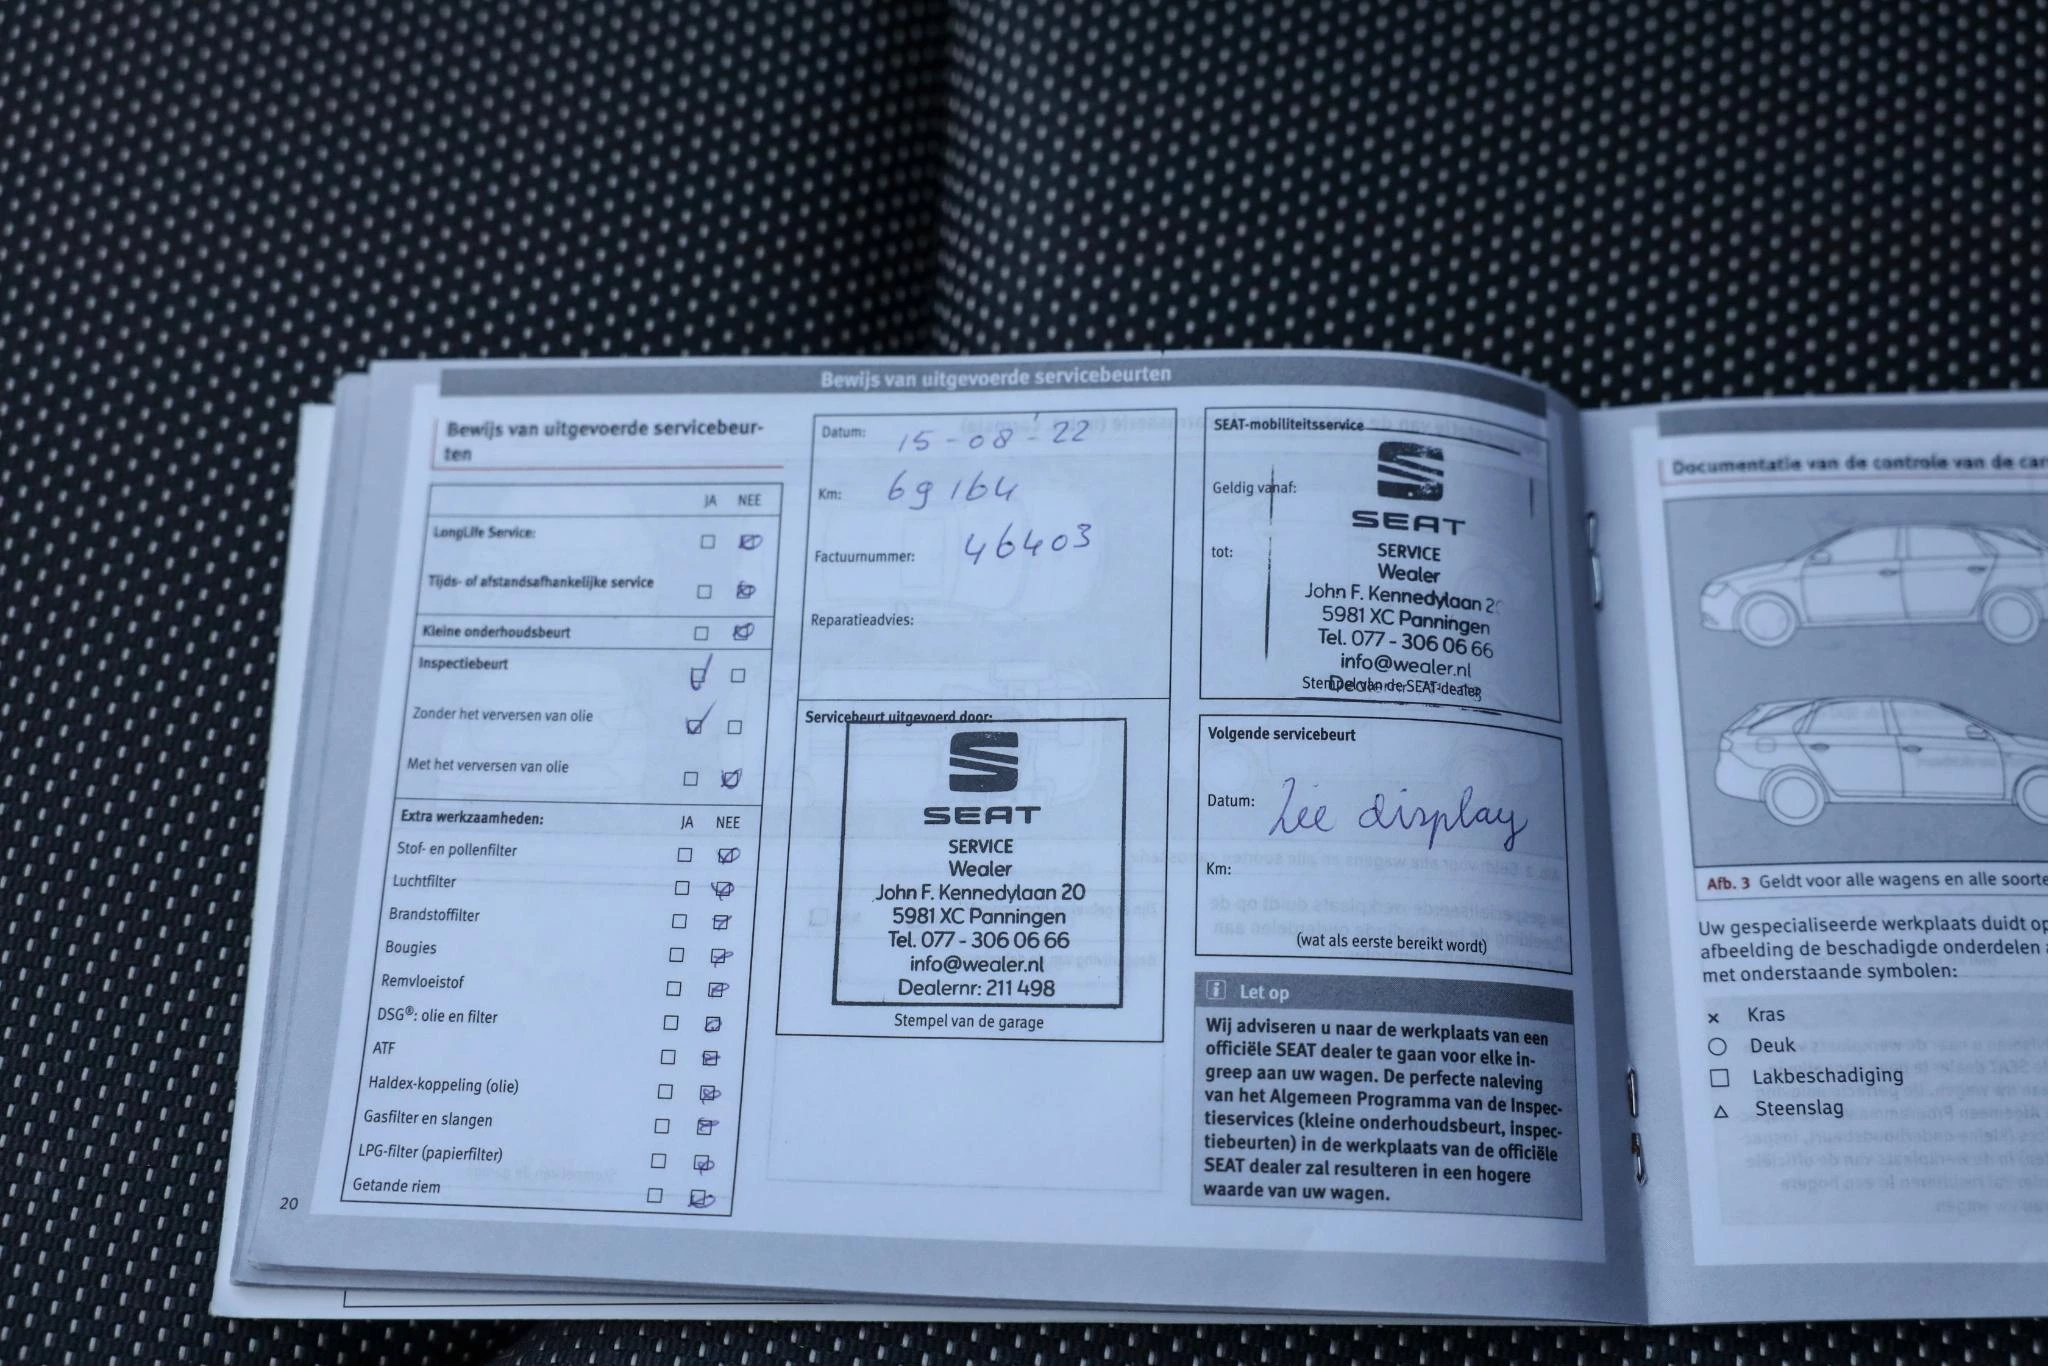 Bewijs van uitgevoerde servicebeurten
Bewijs van uitgevoerde servicebeur-
ten
JA NEE
LongLife Service:
Tijds- of afstandsafhankelijke service
Kleine onderhoudsbeurt
Inspectiebeurt
Zonder het verversen van olie
Met het verversen van olie
Extra werkzaamheden: JA NEE
Stof- en pollenfilter
Luchtfilter
Brandstoffilter
Bougies
Remvloeistof
DSG®: olie en filter
ATF
Haldex-koppeling (olie)
Gasfilter en slangen
LPG-filter (papierfilter)
Getande riem
20
Datum: 15-08-22
Km: 69164
Factuurnummer: 46403
Reparatieadvies:
Servicebeurt uitgevoerd door:
SEAT
SERVICE
Wealer
John F. Kennedylaan 20
5981 XC Panningen
Tel. 077 - 306 06 66
info@wealer.nl
Dealernr: 211 498
Stempel van de garage
SEAT-mobiliteitsservice
Geldig vanaf:
tot:
SEAT
SERVICE
Wealer
John F. Kennedylaan 20
5981 XC Panningen
Tel. 077 - 306 06 66
info@wealer.nl
Stempel van de SEAT-dealer
Volgende servicebeurt
Datum: Zie display
Km:
(wat als eerste bereikt wordt)
i Let op
Wij adviseren u naar de werkplaats van een
officiële SEAT dealer te gaan voor elke in-
greep aan uw wagen. De perfecte naleving
van het Algemeen Programma van de Inspec-
tieservices (kleine onderhoudsbeurt, inspec-
tiebeurten) in de werkplaats van de officiële
SEAT dealer zal resulteren in een hogere
waarde van uw wagen.
Documentatie van de controle van de car
Afb. 3 Geldt voor alle wagens en alle soorte
Uw gespecialiseerde werkplaats duidt op
afbeelding de beschadigde onderdelen
met onderstaande symbolen:
Kras
Deuk
Lakbeschadiging
Steenslag